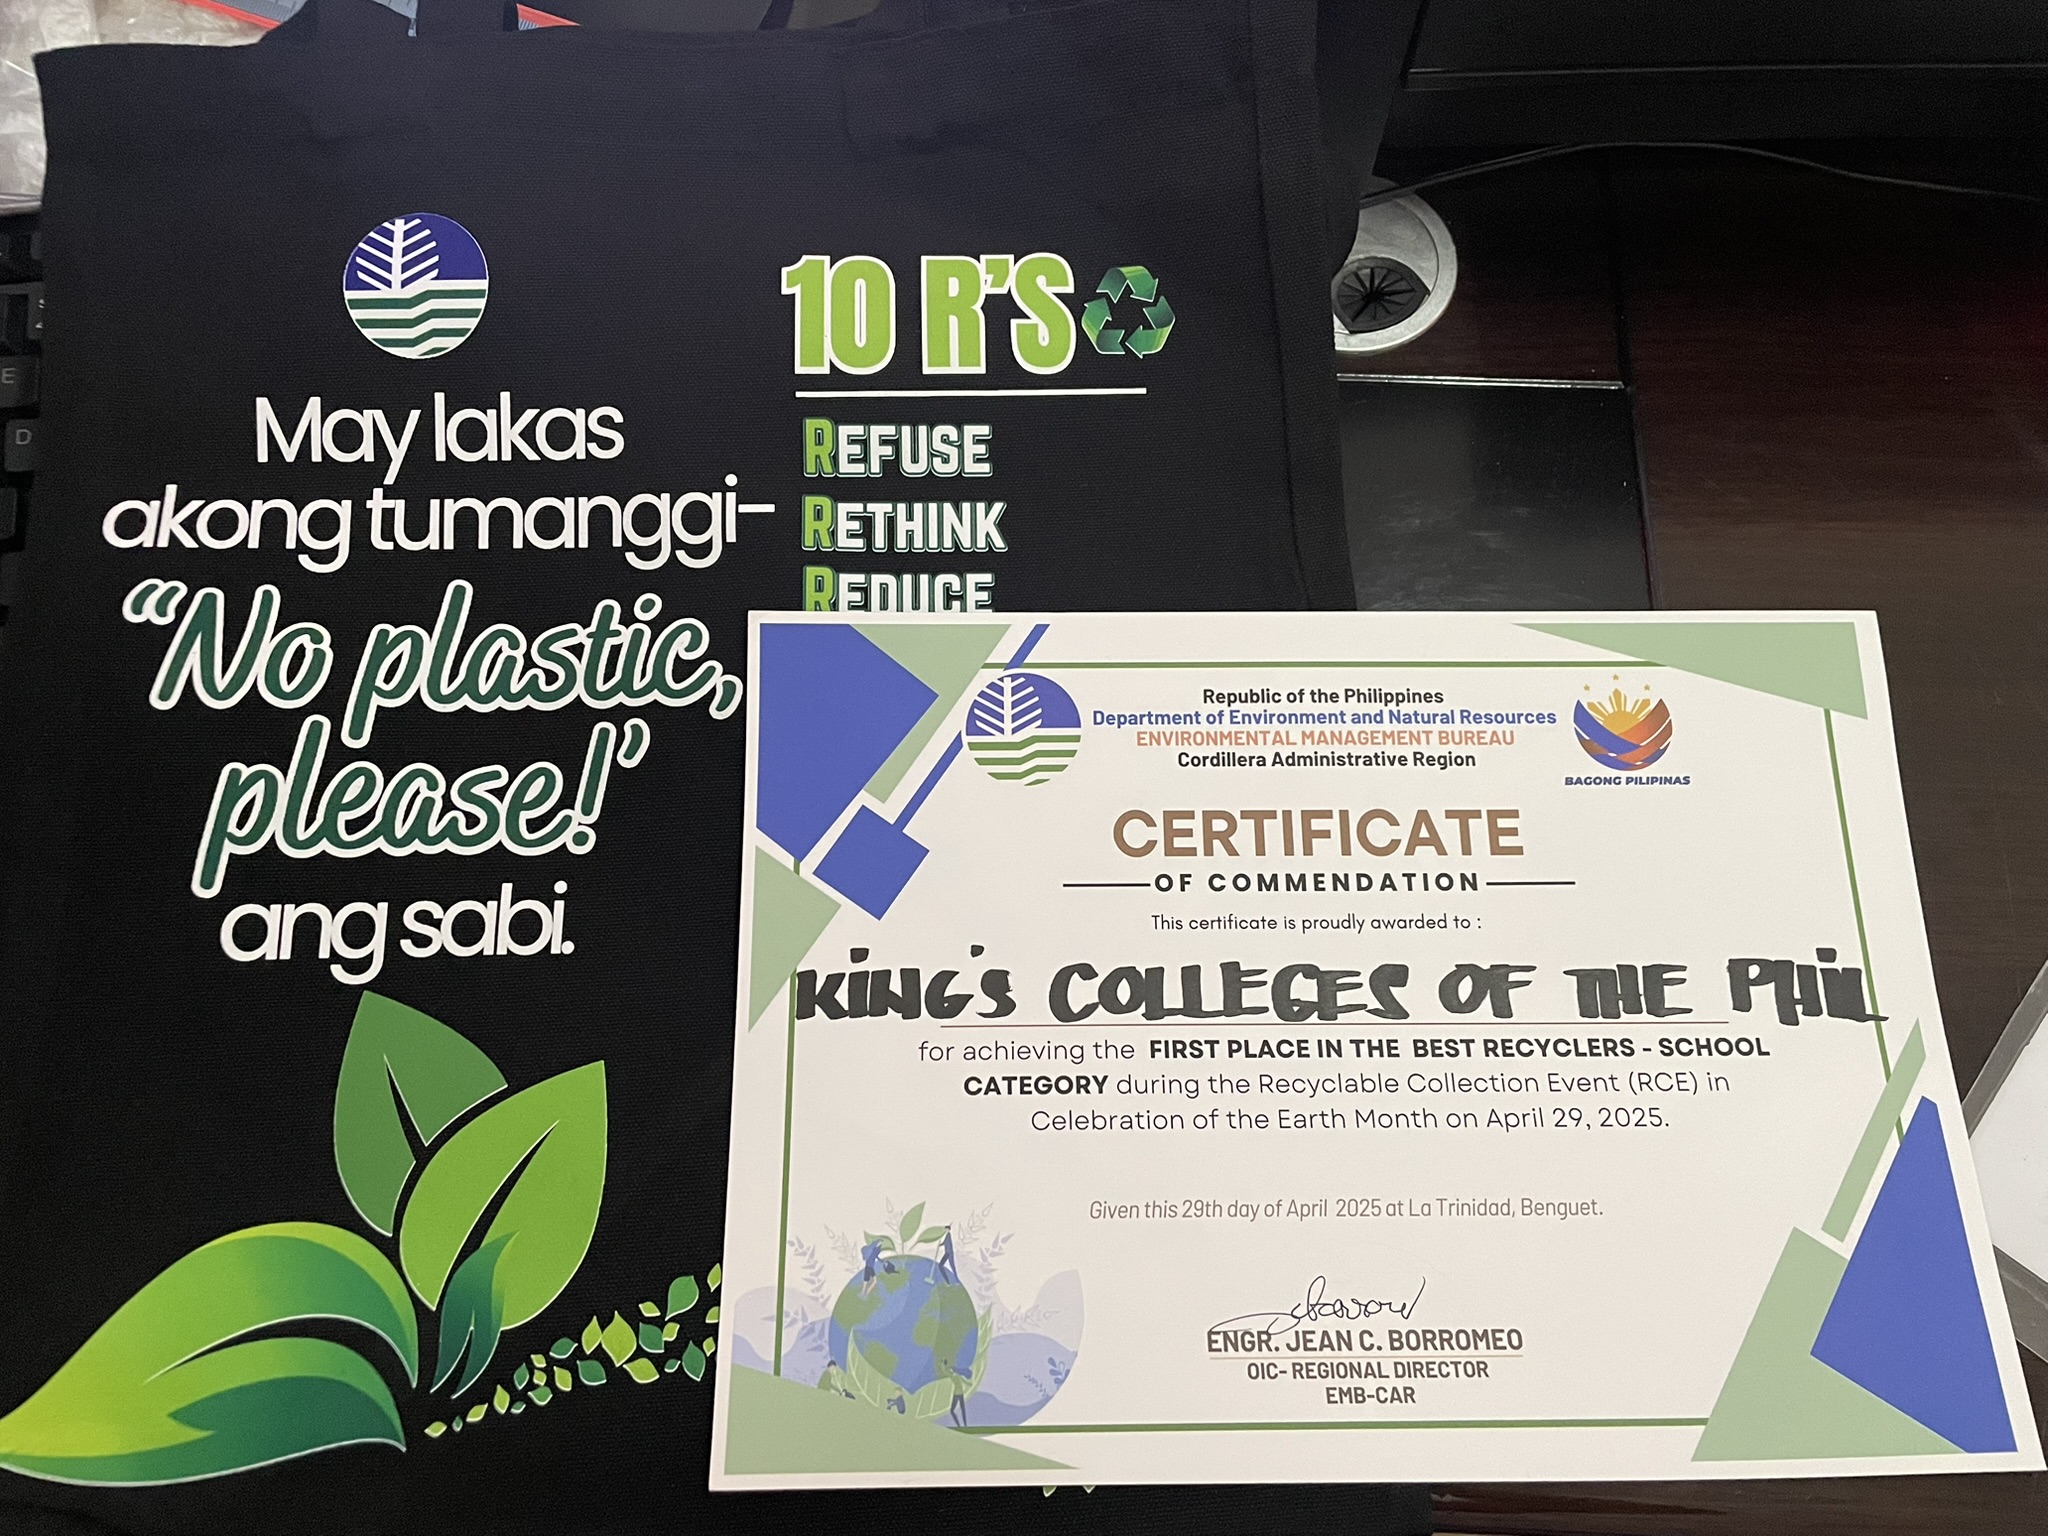 May lakas
akong tumanggi-
“No plastic,
please!”
ang sabi.
10 R'S
REFUSE
RETHINK
REDUCE
Republic of the Philippines
Department of Environment and Natural Resources
ENVIRONMENTAL MANAGEMENT BUREAU
Cordillera Administrative Region
BAGONG PILIPINAS
CERTIFICATE
OF COMMENDATION
This certificate is proudly awarded to :
KING'S COLLEGES OF THE PHIL
for achieving the FIRST PLACE IN THE BEST RECYCLERS - SCHOOL
CATEGORY during the Recyclable Collection Event (RCE) in
Celebration of the Earth Month on April 29, 2025.
Given this 29th day of April 2025 at La Trinidad, Benguet.
ENGR. JEAN C. BORROMEO
OIC- REGIONAL DIRECTOR
EMB-CAR
E
D